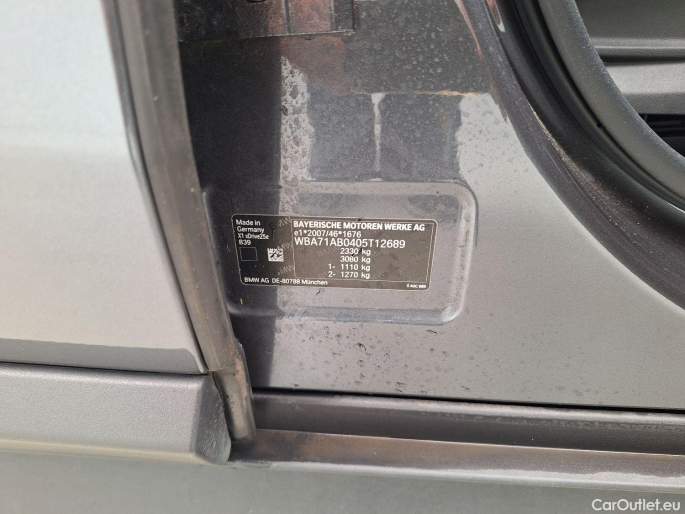 Made in
Germany
X1 xDrive25e
B39
BMW AG DE-80788 München
BAYERISCHE MOTOREN WERKE AG
e1*2007/46*1676
WBA71AB0405T12689
2330 kg
3080 kg
1- 1110 kg
2- 1270 kg
CarOutlet.eu